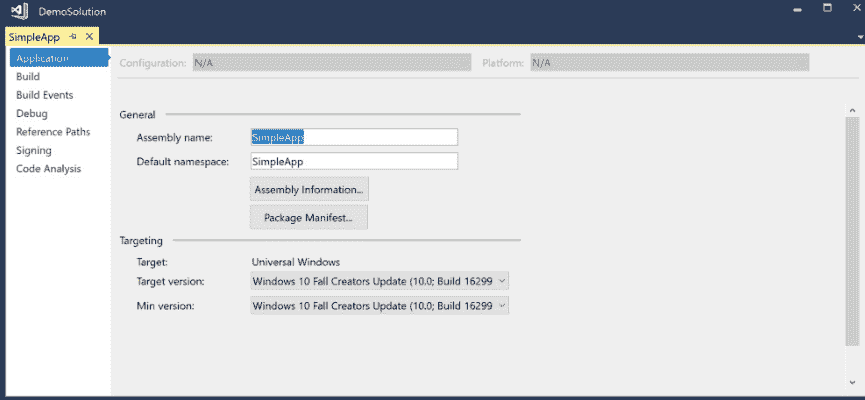 DemoSolution
SimpleApp
Application
Build
Build Events
Debug
Reference Paths
Signing
Code Analysis
Configuration: N/A Platform: N/A
General
Assembly name: SimpleApp
Default namespace: SimpleApp
Assembly Information...
Package Manifest...
Targeting
Target: Universal Windows
Target version: Windows 10 Fall Creators Update (10.0; Build 16299
Min version: Windows 10 Fall Creators Update (10.0; Build 16299